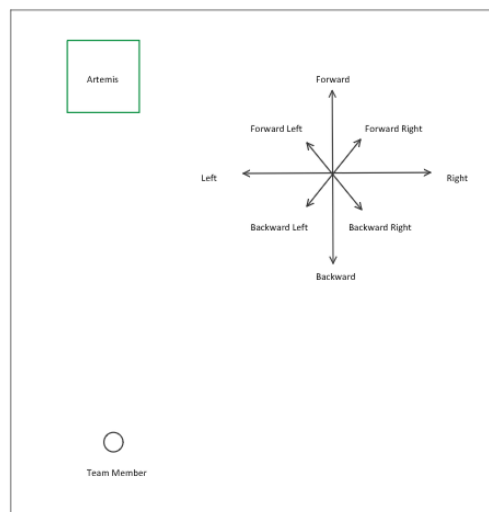 Artemis
Forward
Forward Left
Forward Right
Left
Right
Backward Left
Backward Right
Backward
Team Member